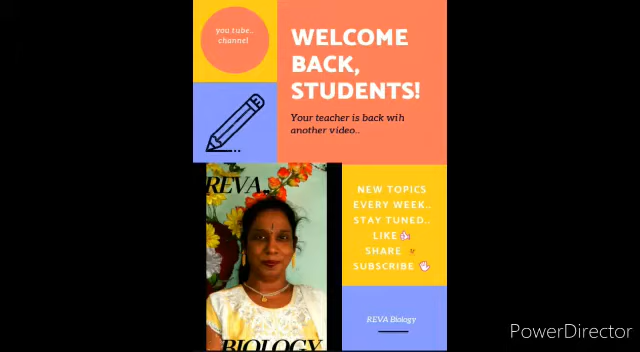 you tube..
channel
WELCOME
BACK,
STUDENTS!
Your teacher is back wih
another video..
REVA
BIOLOGY
NEW TOPICS
EVERY WEEK..
STAY TUNED..
LIKE
SHARE
SUBSCRIBE
REVA Biology
PowerDirector